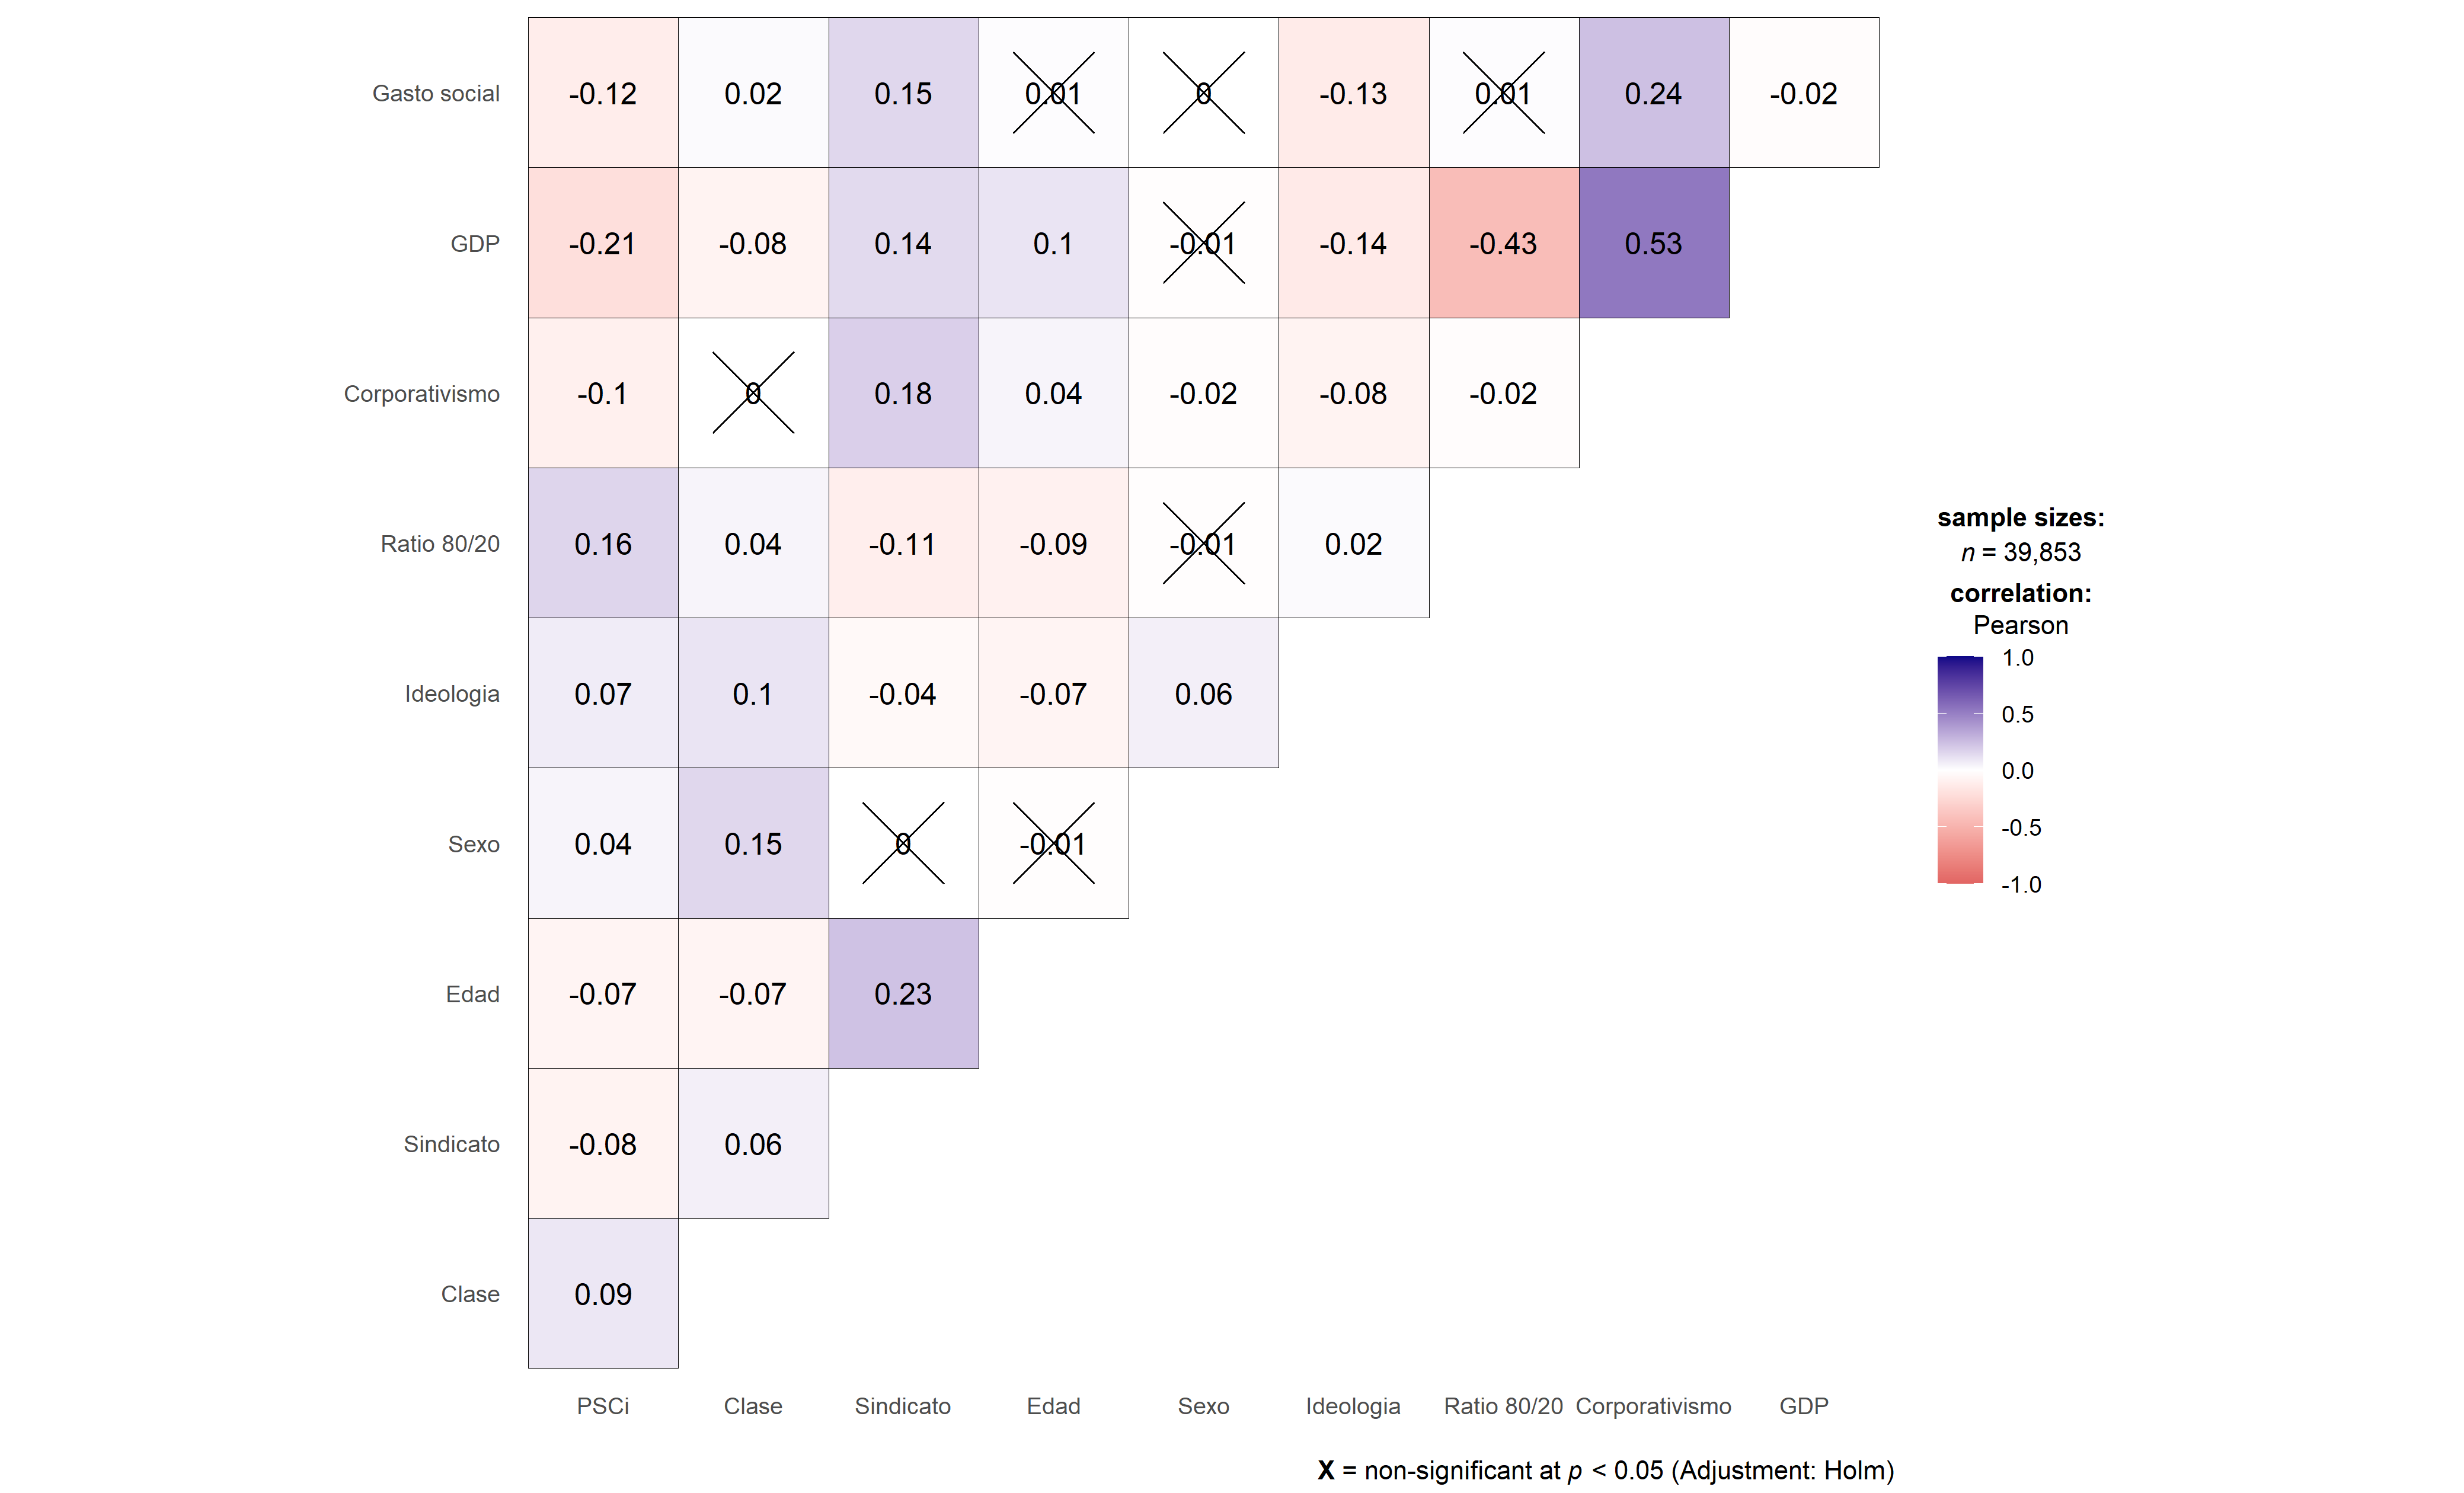 Gasto social -0.12 0.02 0.15 0.01 0 -0.13 0.01 0.24 -0.02
GDP -0.21 -0.08 0.14 0.1 -0.01 -0.14 -0.43 0.53
Corporativismo -0.1 0 0.18 0.04 -0.02 -0.08 -0.02
Ratio 80/20 0.16 0.04 -0.11 -0.09 -0.01 0.02
Ideologia 0.07 0.1 -0.04 -0.07 0.06
Sexo 0.04 0.15 0 -0.01
Edad -0.07 -0.07 0.23
Sindicato -0.08 0.06
Clase 0.09
PSCi Clase Sindicato Edad Sexo Ideologia Ratio 80/20 Corporativismo GDP
X = non-significant at p < 0.05 (Adjustment: Holm)
sample sizes:
n = 39,853
correlation:
Pearson
1.0
0.5
0.0
-0.5
-1.0